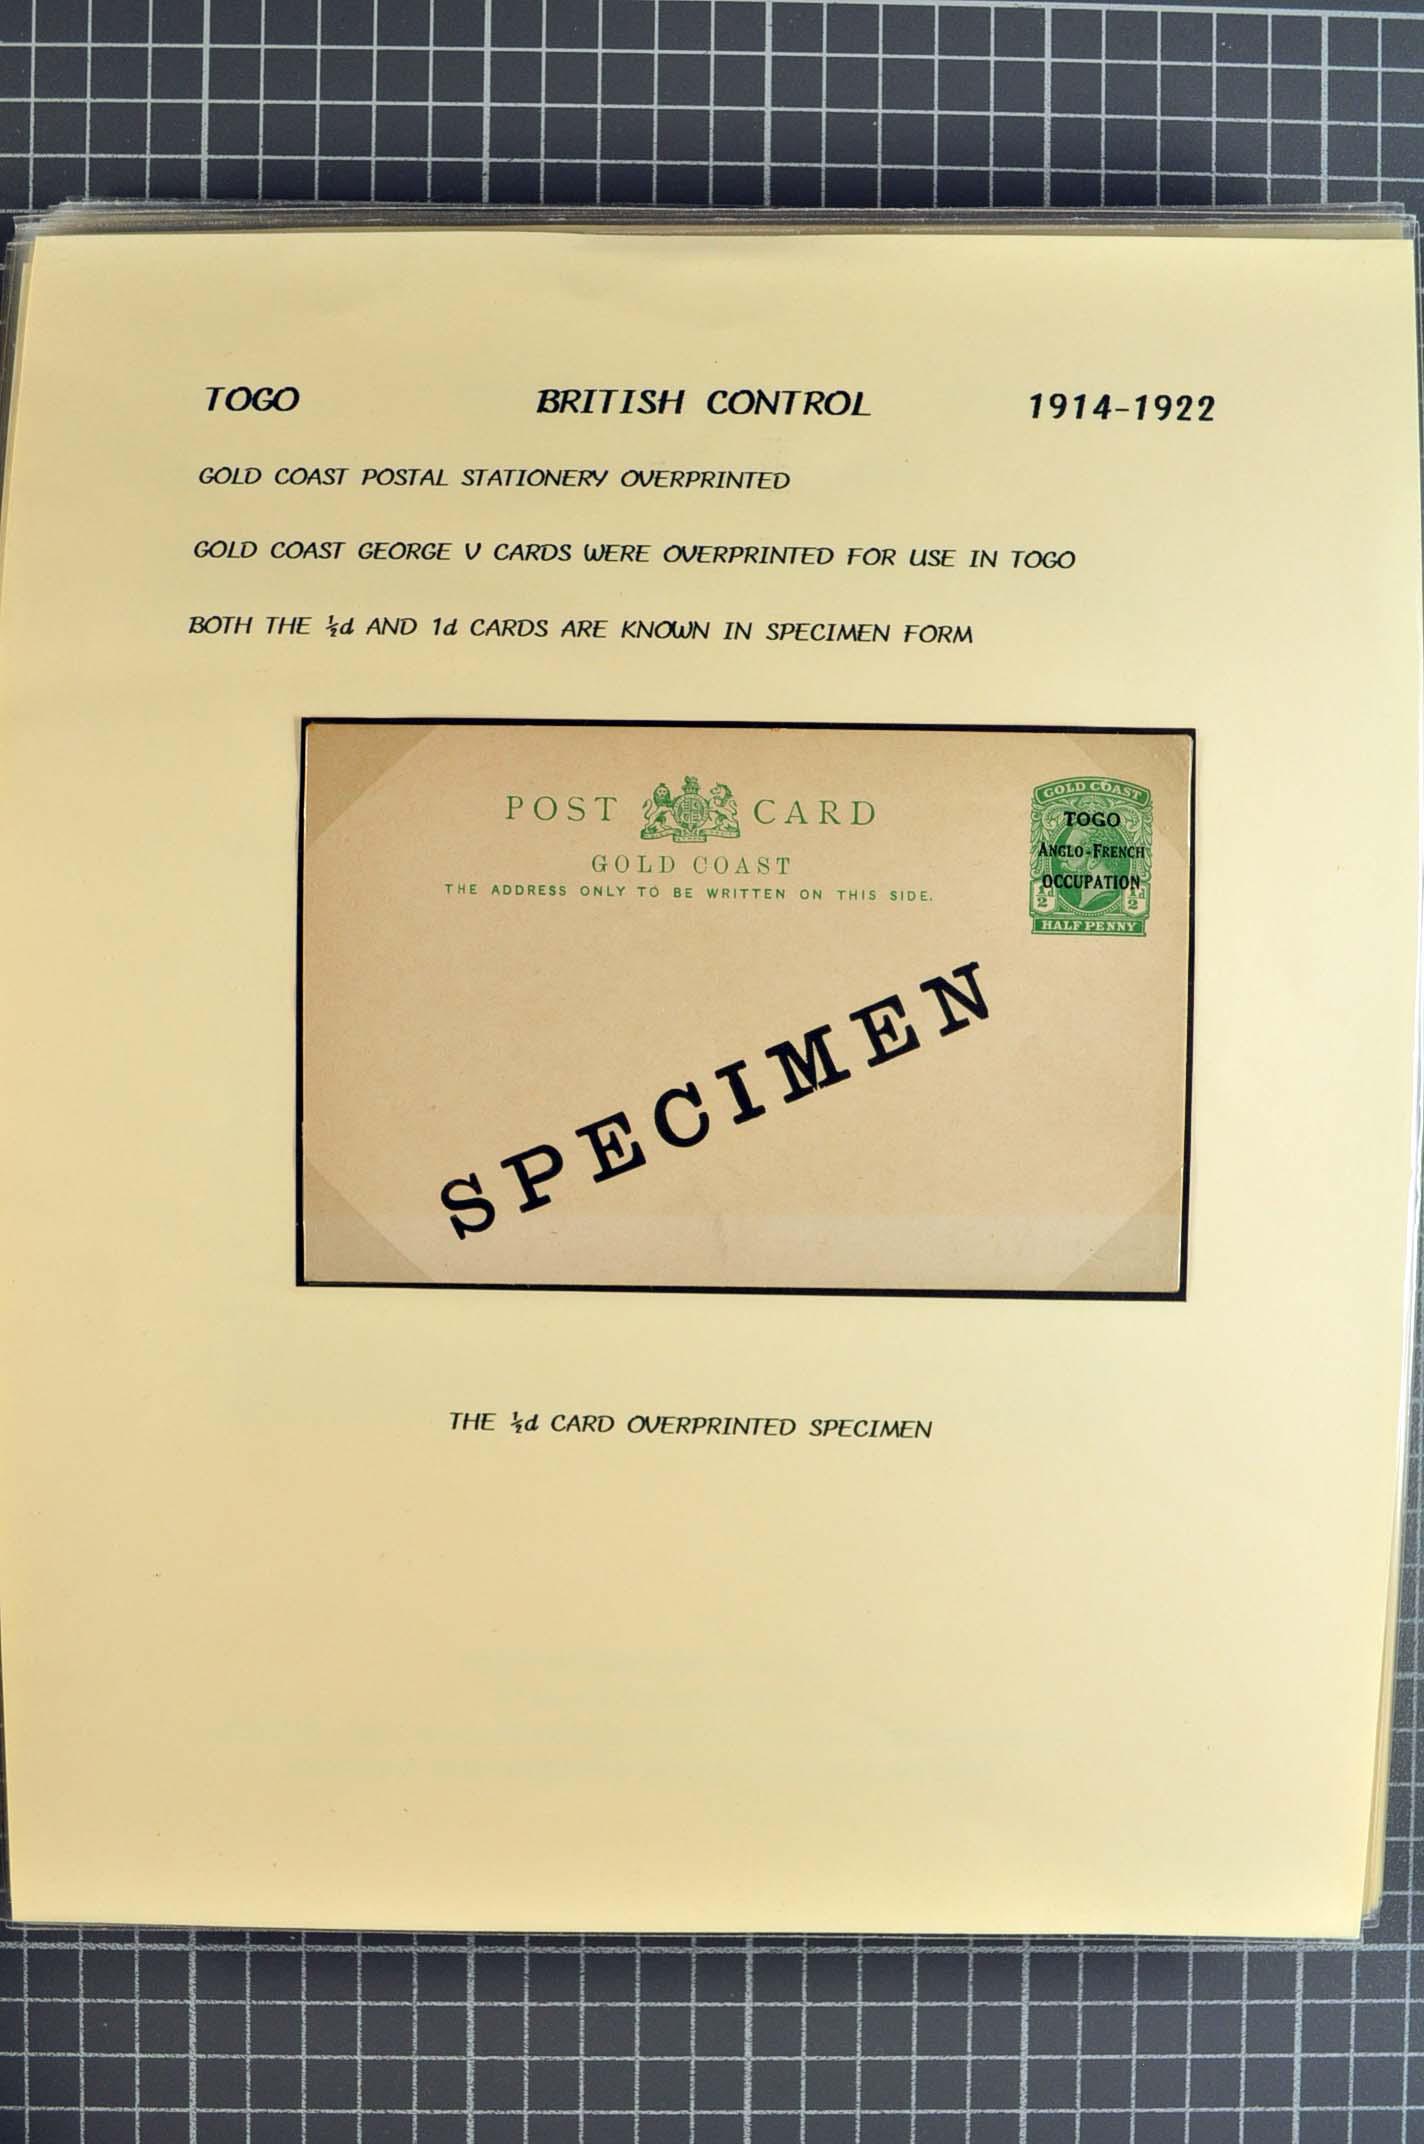 TOGO BRITISH CONTROL 1914-1922
GOLD COAST POSTAL STATIONERY OVERPRINTED
GOLD COAST GEORGE V CARDS WERE OVERPRINTED FOR USE IN TOGO
BOTH THE ½d AND 1d CARDS ARE KNOWN IN SPECIMEN FORM
POST CARD
GOLD COAST
THE ADDRESS ONLY TO BE WRITTEN ON THIS SIDE.
GOLD COAST
TOGO
ANGLO-FRENCH
OCCUPATION
½d ½d
HALF PENNY
SPECIMEN
THE ½d CARD OVERPRINTED SPECIMEN